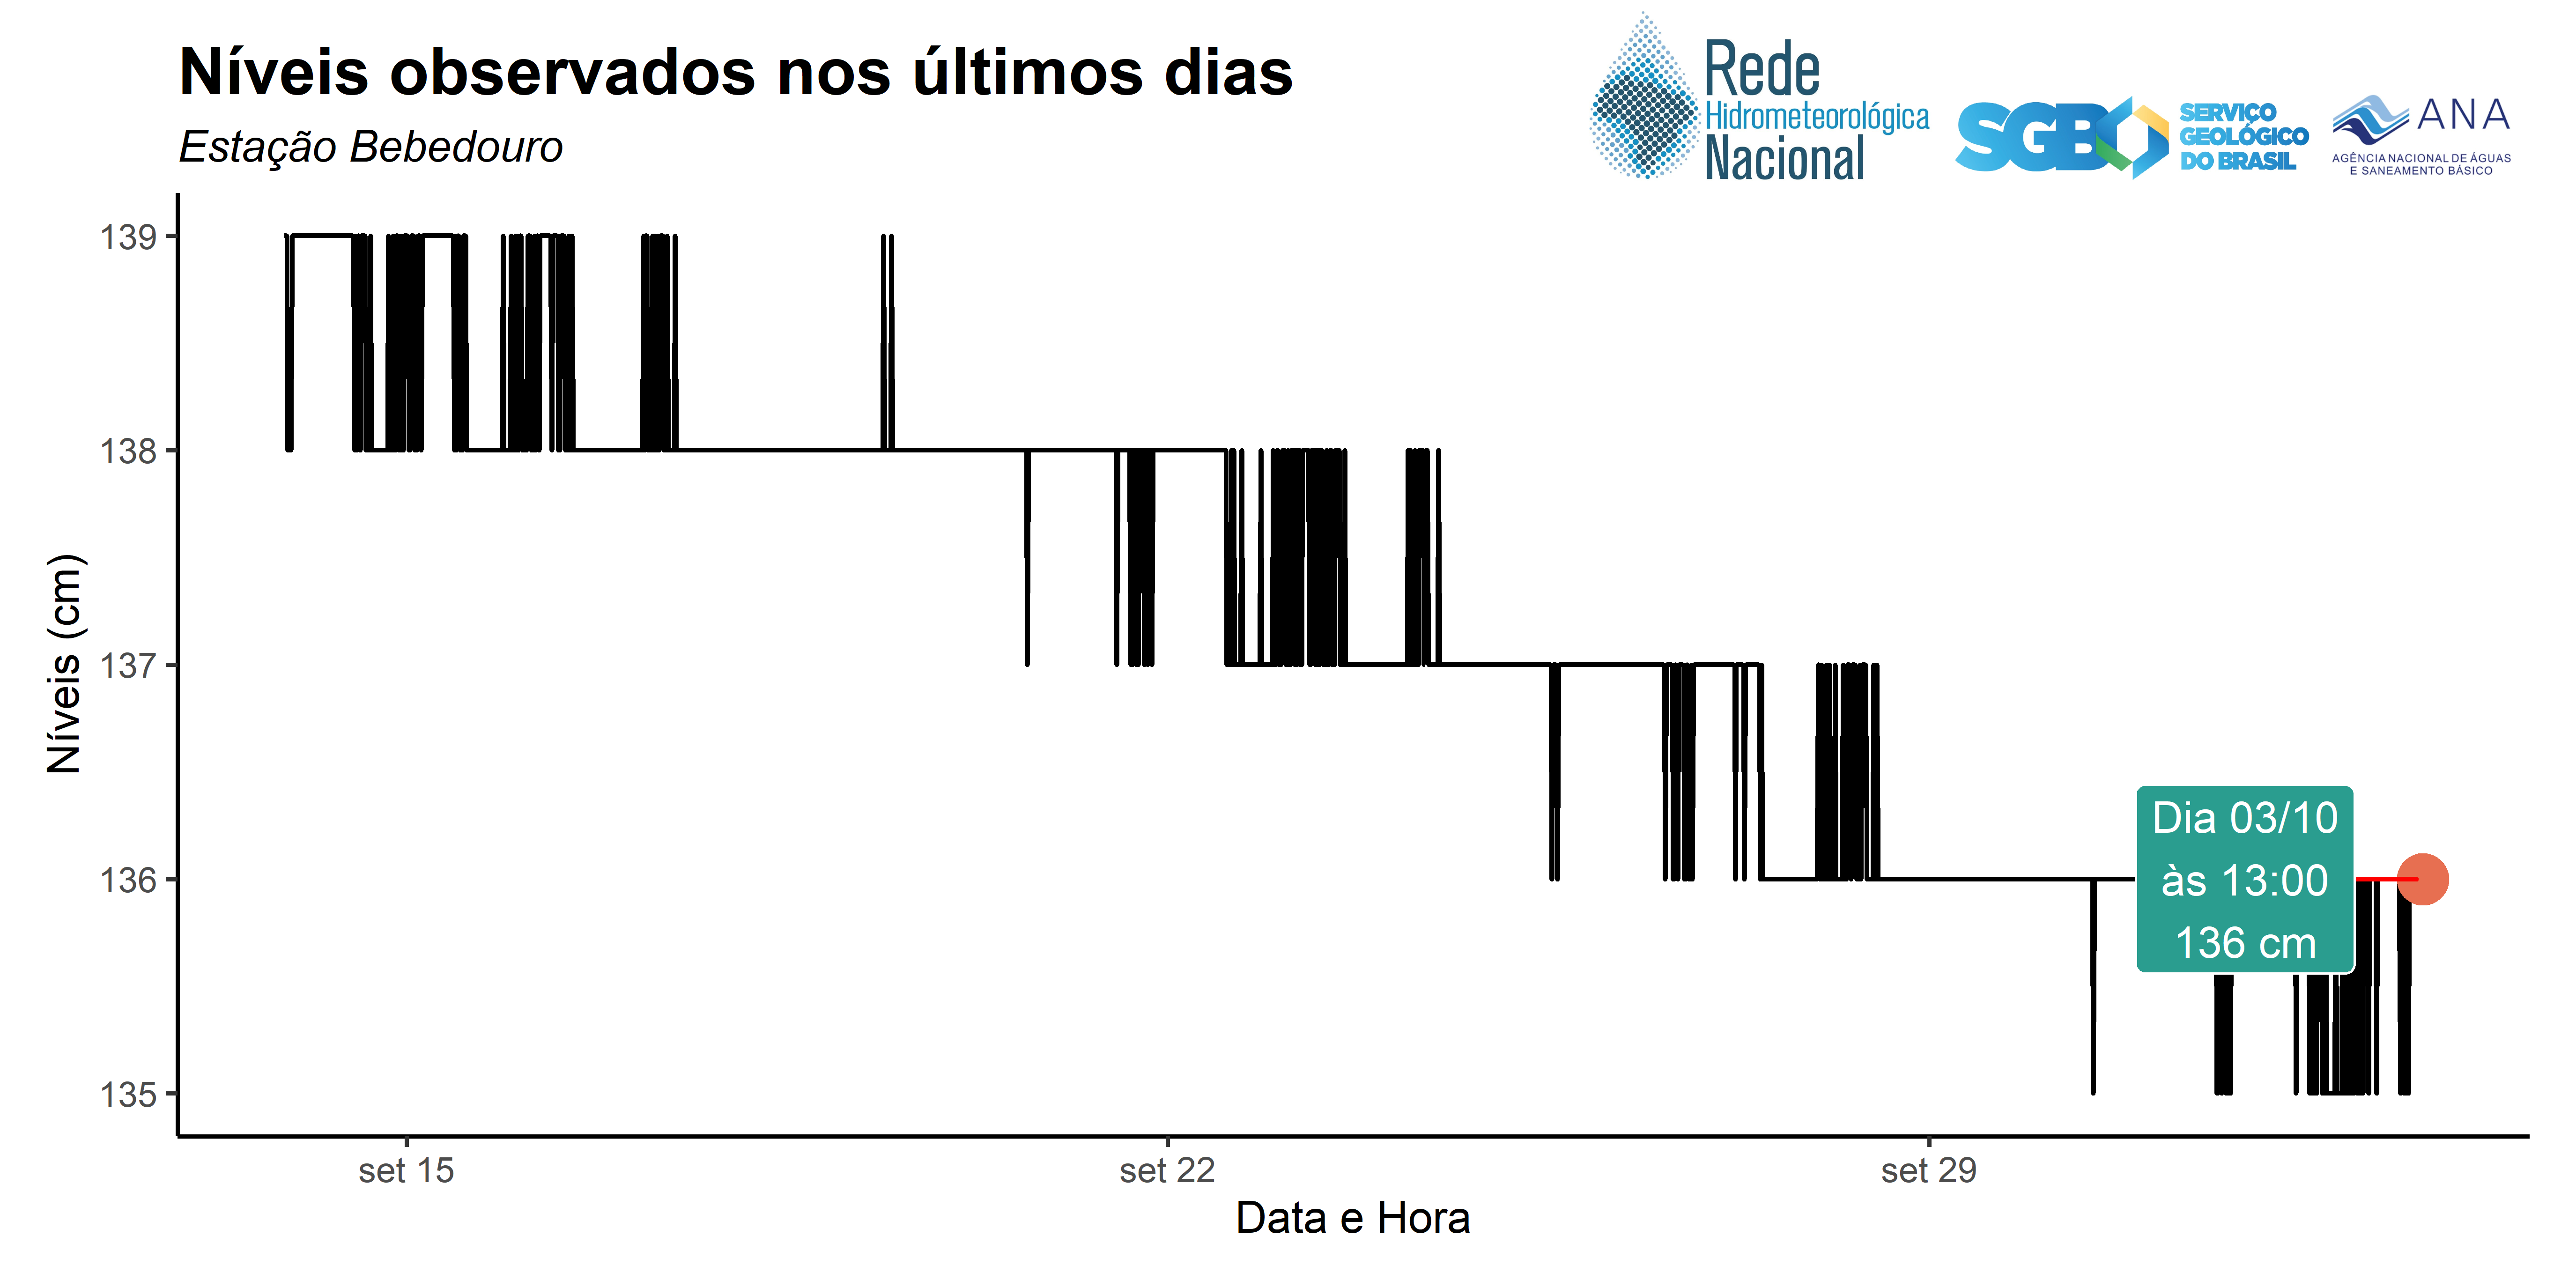 Níveis observados nos últimos dias
Estação Bebedouro
Rede
Hidrometeorológica
Nacional
SGB
SERVIÇO
GEOLÓGICO
DO BRASIL
ANA
AGÊNCIA NACIONAL DE ÁGUAS
E SANEAMENTO BÁSICO
Níveis (cm)
139
138
137
136
135
Dia 03/10
às 13:00
136 cm
set 15
set 22
set 29
Data e Hora